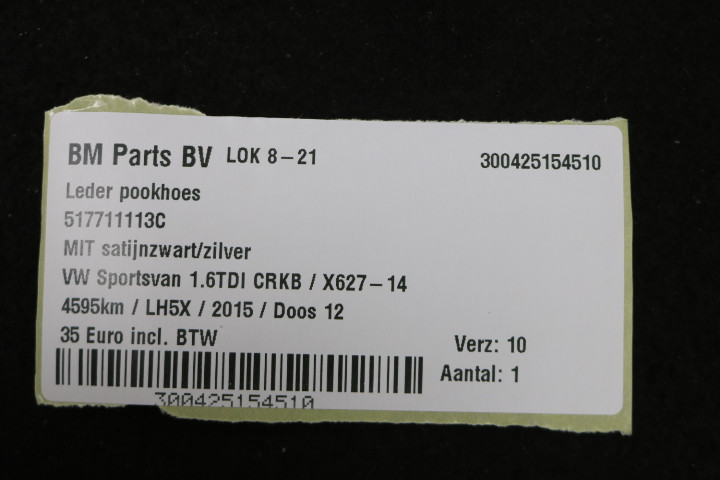 BM Parts BV LOK 8-21 300425154510
Leder pookhoes
517711113C
MIT satijnzwart/zilver
VW Sportsvan 1.6TDI CRKB / X627-14
4595km / LH5X / 2015 / Doos 12
35 Euro incl. BTW
Verz: 10
Aantal: 1
300425154510